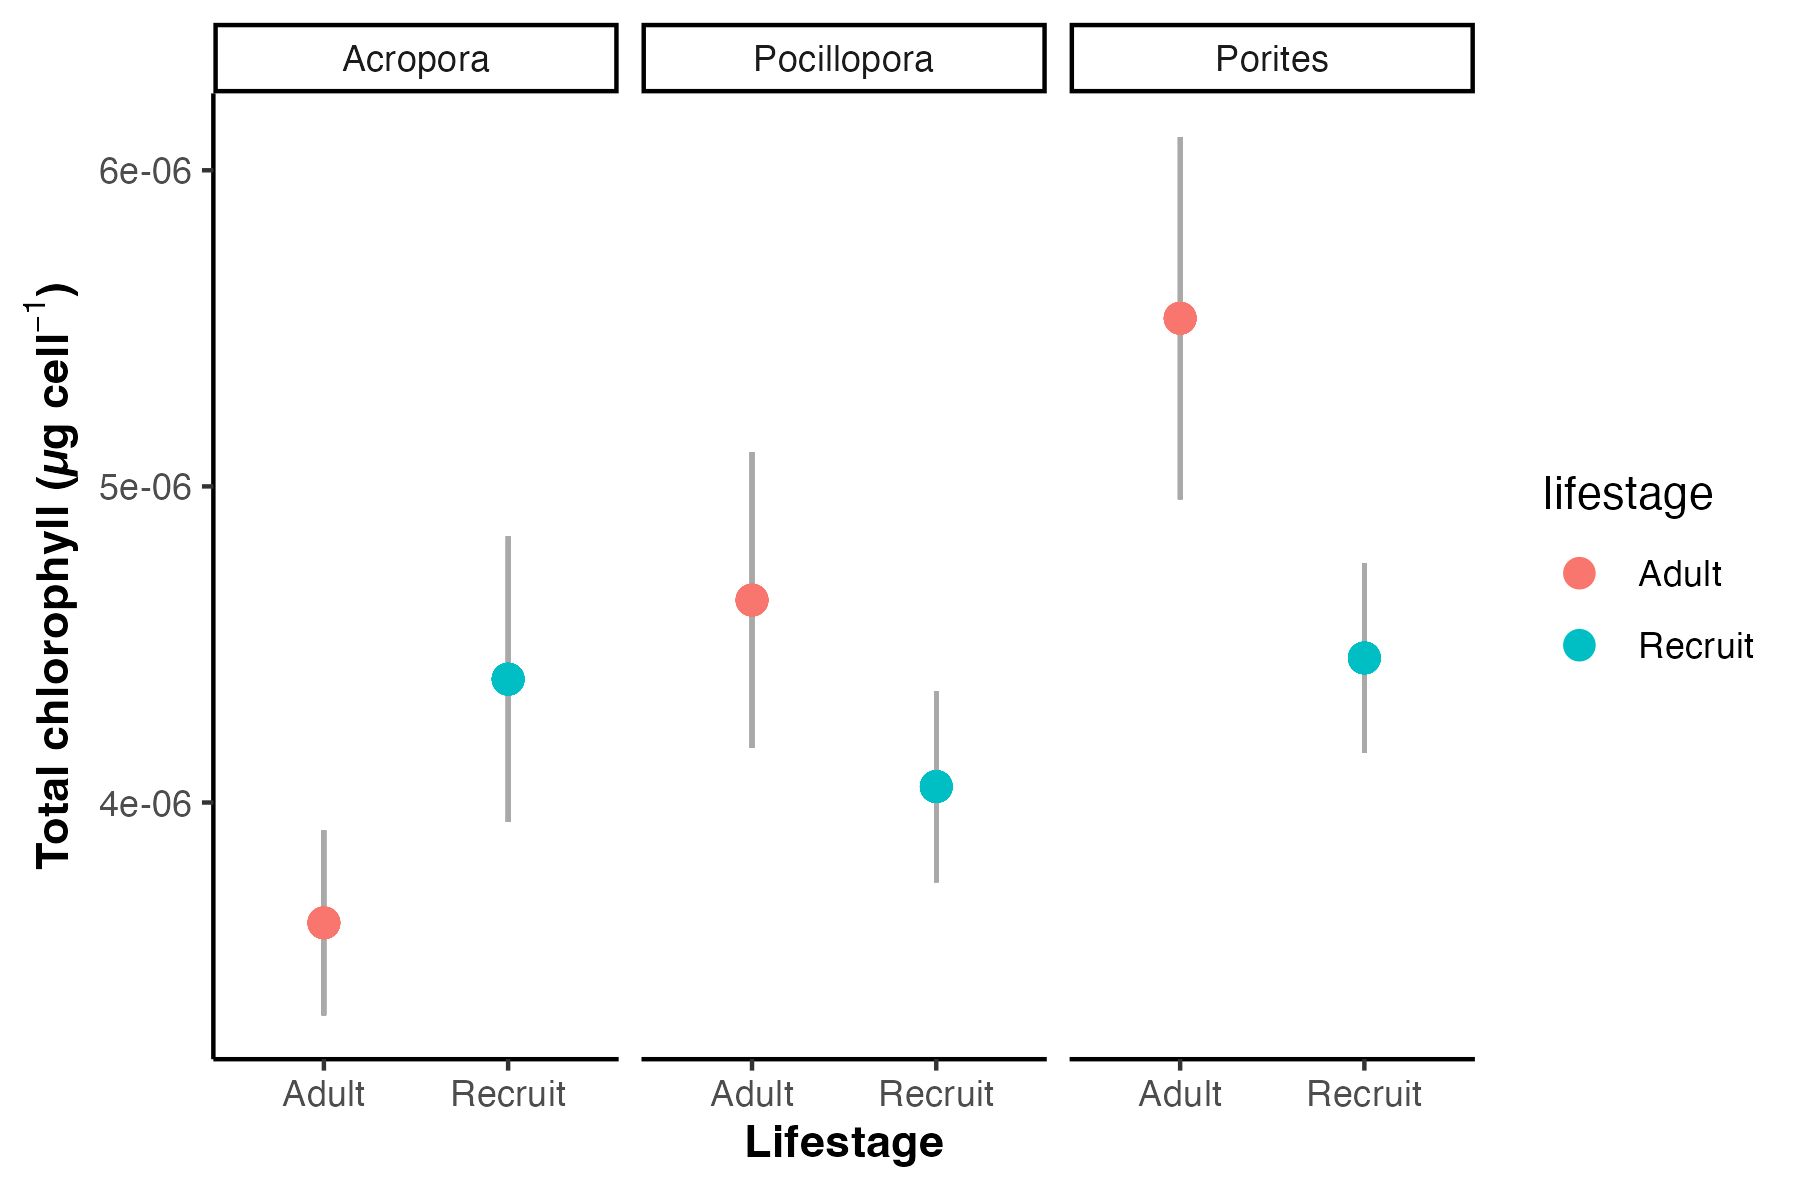 Acropora
Pocillopora
Porites
6e-06
5e-06
4e-06
Total chlorophyll (µg cell⁻¹)
Adult
Recruit
Adult
Recruit
Adult
Recruit
Lifestage
lifestage
Adult
Recruit